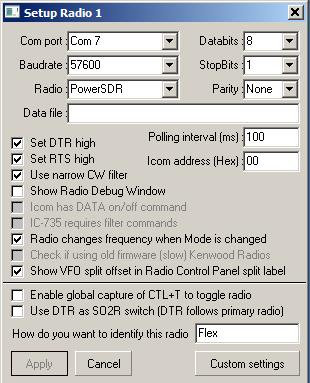 Setup Radio 1
Com port : Com 7 Databits : 8
Baudrate : 57600 StopBits : 1
Radio : PowerSDR Parity : None
Data file :
Set DTR high Polling interval (ms) : 100
Set RTS high Icom address (Hex) : 00
Use narrow CW filter
Show Radio Debug Window
Icom has DATA on/off command
IC-735 requires filter commands
Radio changes frequency when Mode is changed
Check if using old firmware (slow) Kenwood Radios
Show VFO split offset in Radio Control Panel split label
Enable global capture of CTL+T to toggle radio
Use DTR as SO2R switch (DTR follows primary radio)
How do you want to identify this radio Flex
Apply Cancel Custom settings